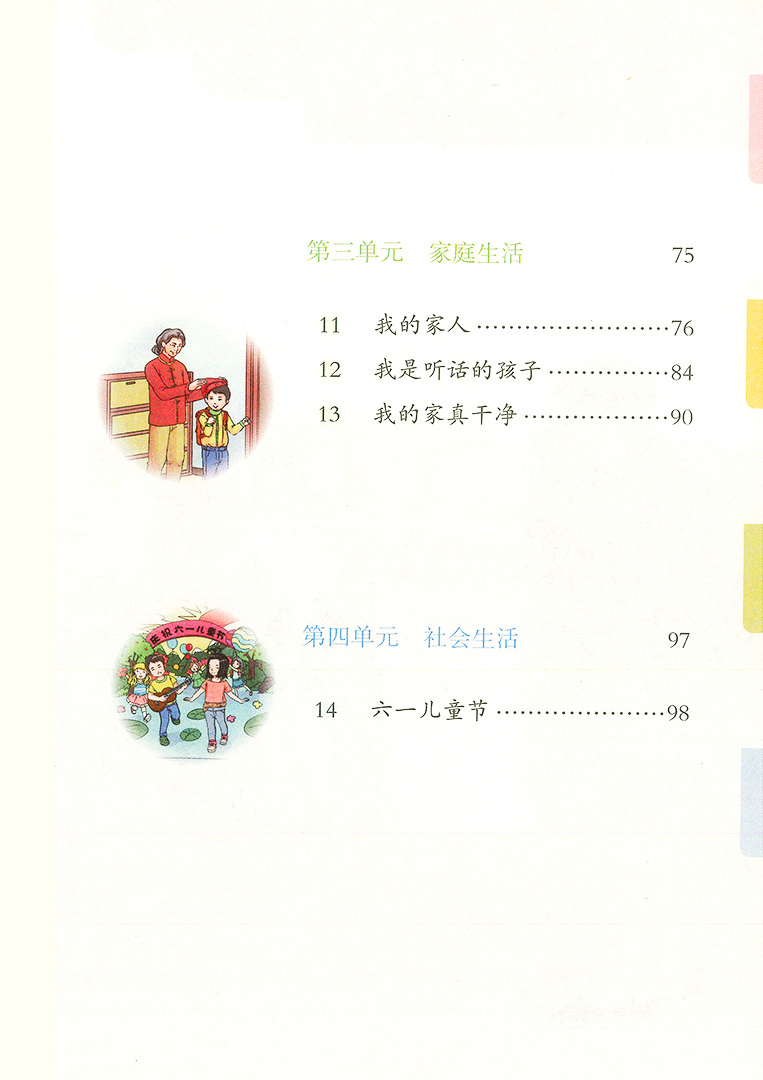 第三单元 家庭生活 75
11 我的家人························76
12 我是听话的孩子···············84
13 我的家真干净··················90
庆祝六一儿童节
第四单元 社会生活 97
14 六一儿童节·····················98